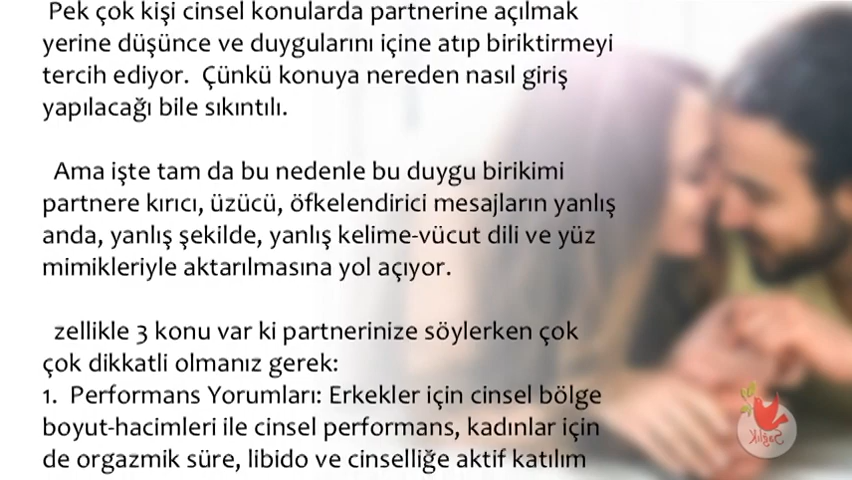 Pek çok kişi cinsel konularda partnerine açılmak
yerine düşünce ve duygularını içine atıp biriktirmeyi
tercih ediyor. Çünkü konuya nereden nasıl giriş
yapılacağı bile sıkıntılı.
Ama işte tam da bu nedenle bu duygu birikimi
partnere kırıcı, üzücü, öfkelendirici mesajların yanlış
anda, yanlış şekilde, yanlış kelime-vücut dili ve yüz
mimikleriyle aktarılmasına yol açıyor.
zellikle 3 konu var ki partnerinize söylerken çok
çok dikkatli olmanız gerek:
1. Performans Yorumları: Erkekler için cinsel bölge
boyut-hacimleri ile cinsel performans, kadınlar için
de orgazmik süre, libido ve cinselliğe aktif katılım
Sağlık